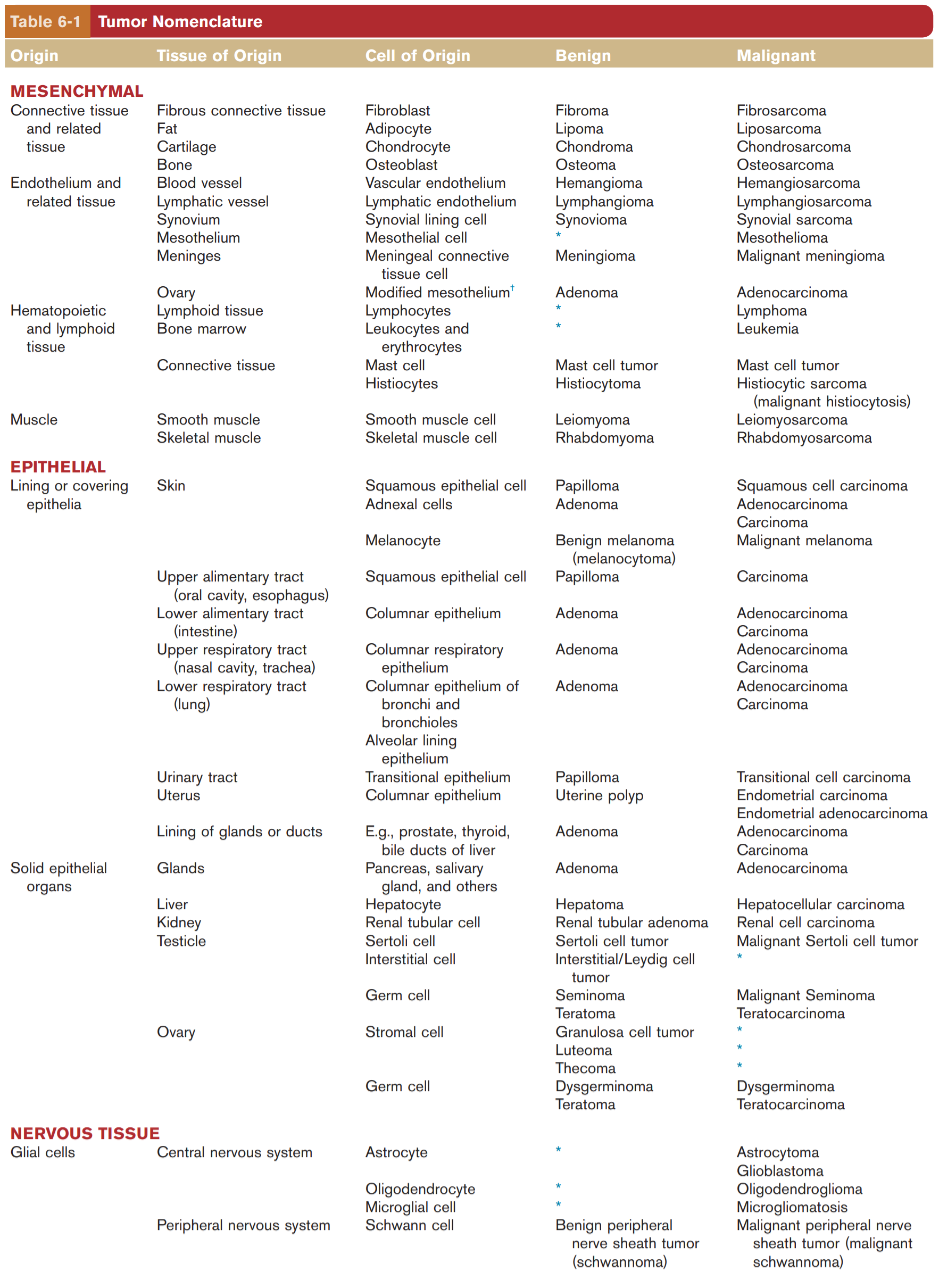 Table 6-1 Tumor Nomenclature
Origin Tissue of Origin Cell of Origin Benign Malignant
MESENCHYMAL
Connective tissue Fibrous connective tissue Fibroblast Fibroma Fibrosarcoma
and related Fat Adipocyte Lipoma Liposarcoma
tissue Cartilage Chondrocyte Chondroma Chondrosarcoma
Bone Osteoblast Osteoma Osteosarcoma
Endothelium and Blood vessel Vascular endothelium Hemangioma Hemangiosarcoma
related tissue Lymphatic vessel Lymphatic endothelium Lymphangioma Lymphangiosarcoma
Synovium Synovial lining cell Synovioma Synovial sarcoma
Mesothelium Mesothelial cell * Mesothelioma
Meninges Meningeal connective Meningioma Malignant meningioma
tissue cell
Ovary Modified mesothelium† Adenoma Adenocarcinoma
Hematopoietic Lymphoid tissue Lymphocytes * Lymphoma
and lymphoid Bone marrow Leukocytes and * Leukemia
tissue erythrocytes
Connective tissue Mast cell Mast cell tumor Mast cell tumor
Histiocytes Histiocytoma Histiocytic sarcoma
(malignant histiocytosis)
Muscle Smooth muscle Smooth muscle cell Leiomyoma Leiomyosarcoma
Skeletal muscle Skeletal muscle cell Rhabdomyoma Rhabdomyosarcoma
EPITHELIAL
Lining or covering Skin Squamous epithelial cell Papilloma Squamous cell carcinoma
epithelia Adnexal cells Adenoma Adenocarcinoma
Carcinoma
Melanocyte Benign melanoma Malignant melanoma
(melanocytoma)
Upper alimentary tract Squamous epithelial cell Papilloma Carcinoma
(oral cavity, esophagus)
Lower alimentary tract Columnar epithelium Adenoma Adenocarcinoma
(intestine) Carcinoma
Upper respiratory tract Columnar respiratory Adenoma Adenocarcinoma
(nasal cavity, trachea) epithelium Carcinoma
Lower respiratory tract Columnar epithelium of Adenoma Adenocarcinoma
(lung) bronchi and Carcinoma
bronchioles
Alveolar lining
epithelium
Urinary tract Transitional epithelium Papilloma Transitional cell carcinoma
Uterus Columnar epithelium Uterine polyp Endometrial carcinoma
Endometrial adenocarcinoma
Lining of glands or ducts E.g., prostate, thyroid, Adenoma Adenocarcinoma
bile ducts of liver Carcinoma
Solid epithelial Glands Pancreas, salivary Adenoma Adenocarcinoma
organs gland, and others
Liver Hepatocyte Hepatoma Hepatocellular carcinoma
Kidney Renal tubular cell Renal tubular adenoma Renal cell carcinoma
Testicle Sertoli cell Sertoli cell tumor Malignant Sertoli cell tumor
Interstitial cell Interstitial/Leydig cell *
tumor
Germ cell Seminoma Malignant Seminoma
Teratoma Teratocarcinoma
Ovary Stromal cell Granulosa cell tumor *
Luteoma *
Thecoma *
Germ cell Dysgerminoma Dysgerminoma
Teratoma Teratocarcinoma
NERVOUS TISSUE
Glial cells Central nervous system Astrocyte * Astrocytoma
Glioblastoma
Oligodendrocyte * Oligodendroglioma
Microglial cell * Microgliomatosis
Peripheral nervous system Schwann cell Benign peripheral Malignant peripheral nerve
nerve sheath tumor sheath tumor (malignant
(schwannoma) schwannoma)